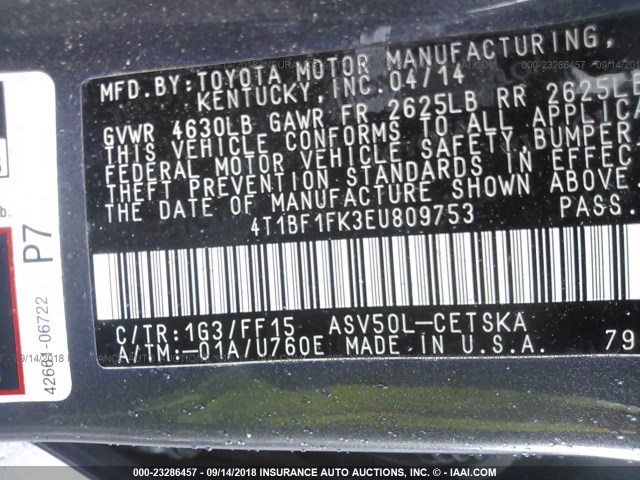 MFD.BY: TOYOTA MOTOR MANUFACTURING,
KENTUCKY, INC. 04/14
GVWR 4630LB GAWR FR 2625LB RR 2625LB
THIS VEHICLE CONFORMS TO ALL APPLICA
FEDERAL MOTOR VEHICLE SAFETY, BUMPER,
THEFT PREVENTION STANDARDS IN EFFEC
THE DATE OF MANUFACTURE SHOWN ABOVE
4T1BF1FK3EU809753 PASS.
C/TR: 1G3/FF15 ASV50L-CETSKA
A/TM: -01A/U760E MADE IN U.S.A. 79
P7
06722
000-23286457 - 09/14/2018 INSURANCE AUTO AUCTIONS, INC. (C) - IAAI.COM